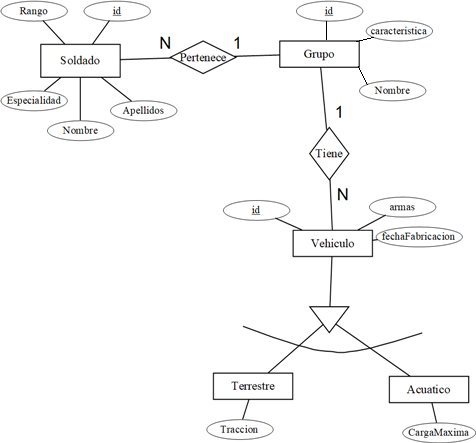 Rango
id
id
caracteristica
N
1
Soldado
Pertenece
Grupo
Especialidad
Apellidos
Nombre
Nombre
1
Tiene
N
id
armas
Vehiculo
fechaFabricacion
Terrestre
Acuatico
Traccion
CargaMaxima